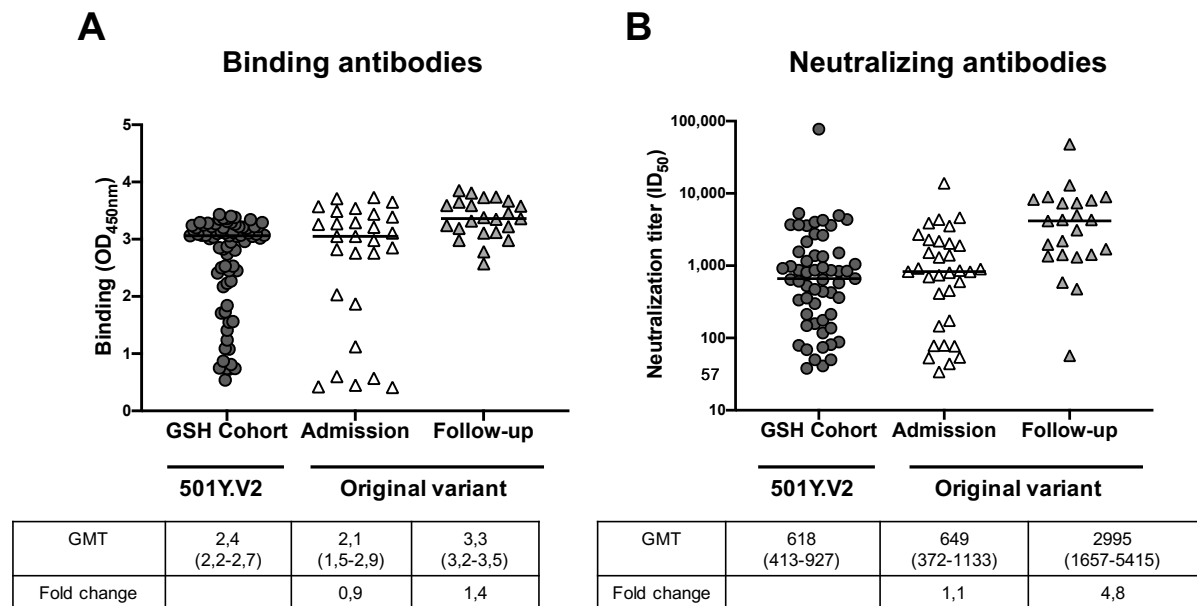 A
Binding antibodies
Binding (OD450nm)
5
4
3
2
1
0
GSH Cohort Admission Follow-up
501Y.V2 Original variant
GMT 2,4 2,1 3,3
(2,2-2,7) (1,5-2,9) (3,2-3,5)
Fold change 0,9 1,4
B
Neutralizing antibodies
Neutralization titer (ID50)
100,000
10,000
1,000
100
57
10
GSH Cohort Admission Follow-up
501Y.V2 Original variant
GMT 618 649 2995
(413-927) (372-1133) (1657-5415)
Fold change 1,1 4,8